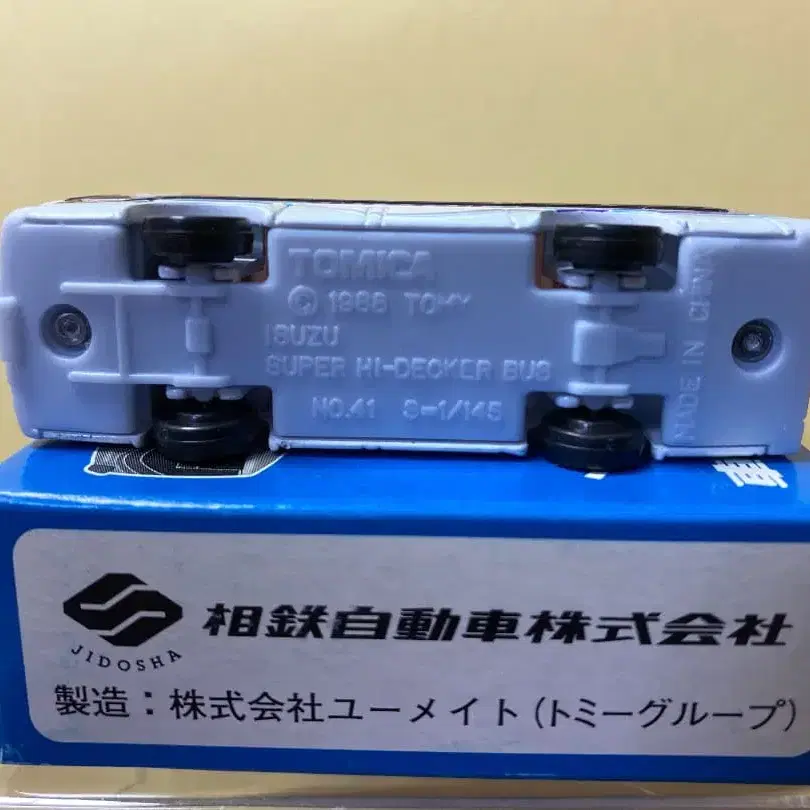 TOMICA
© 1986 TOMY
ISUZU
SUPER HI-DECKER BUS
NO.41 S-1/145
MADE IN CHINA
車
JIDOSHA
相鉄自動車株式会社
製造：株式会社ユーメイト(トミーグループ)